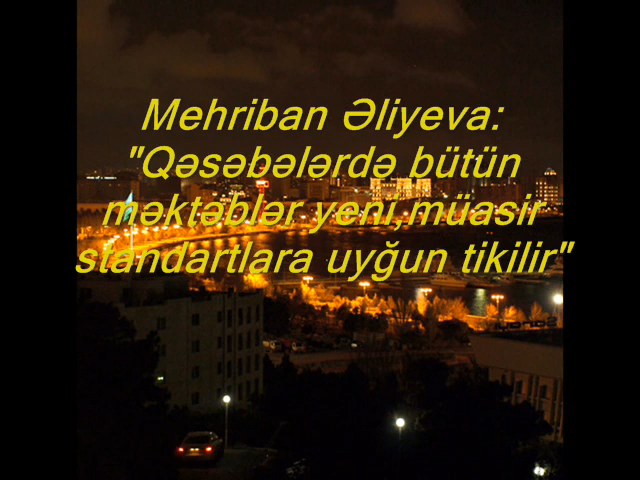 Mehriban Əliyeva:
"Qəsəbələrdə bütün
məktəblər yeni,müasir
standartlara uyğun tikilir"